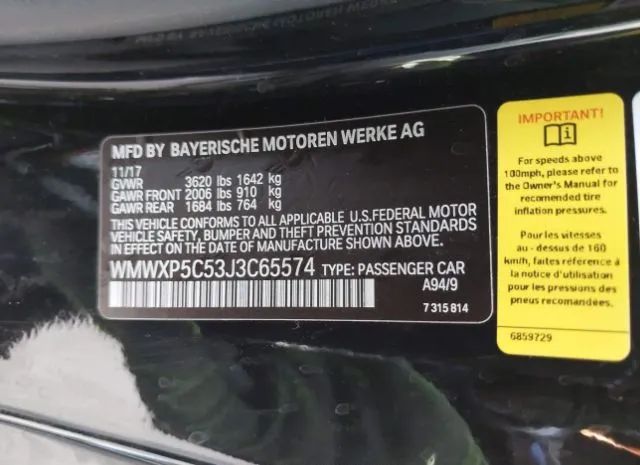 MFD BY BAYERISCHE MOTOREN WERKE AG
11/17
GVWR 3620 lbs 1642 kg
GAWR FRONT 2006 lbs 910 kg
GAWR REAR 1684 lbs 764 kg
THIS VEHICLE CONFORMS TO ALL APPLICABLE U.S.FEDERAL MOTOR
VEHICLE SAFETY, BUMPER AND THEFT PREVENTION STANDARDS
IN EFFECT ON THE DATE OF MANUFACTURE SHOWN ABOVE.
WMWXP5C53J3C65574 TYPE: PASSENGER CAR
A94/9
7 315 814
IMPORTANT!
For speeds above
100mph, please refer to
the Owner's Manual for
recomended tire
inflation pressures.
Pour les vitesses
au - dessus de 160
km/h, faites référence à
la notice d'utilisation
pour les pressions des
pneus recomandées.
6859729